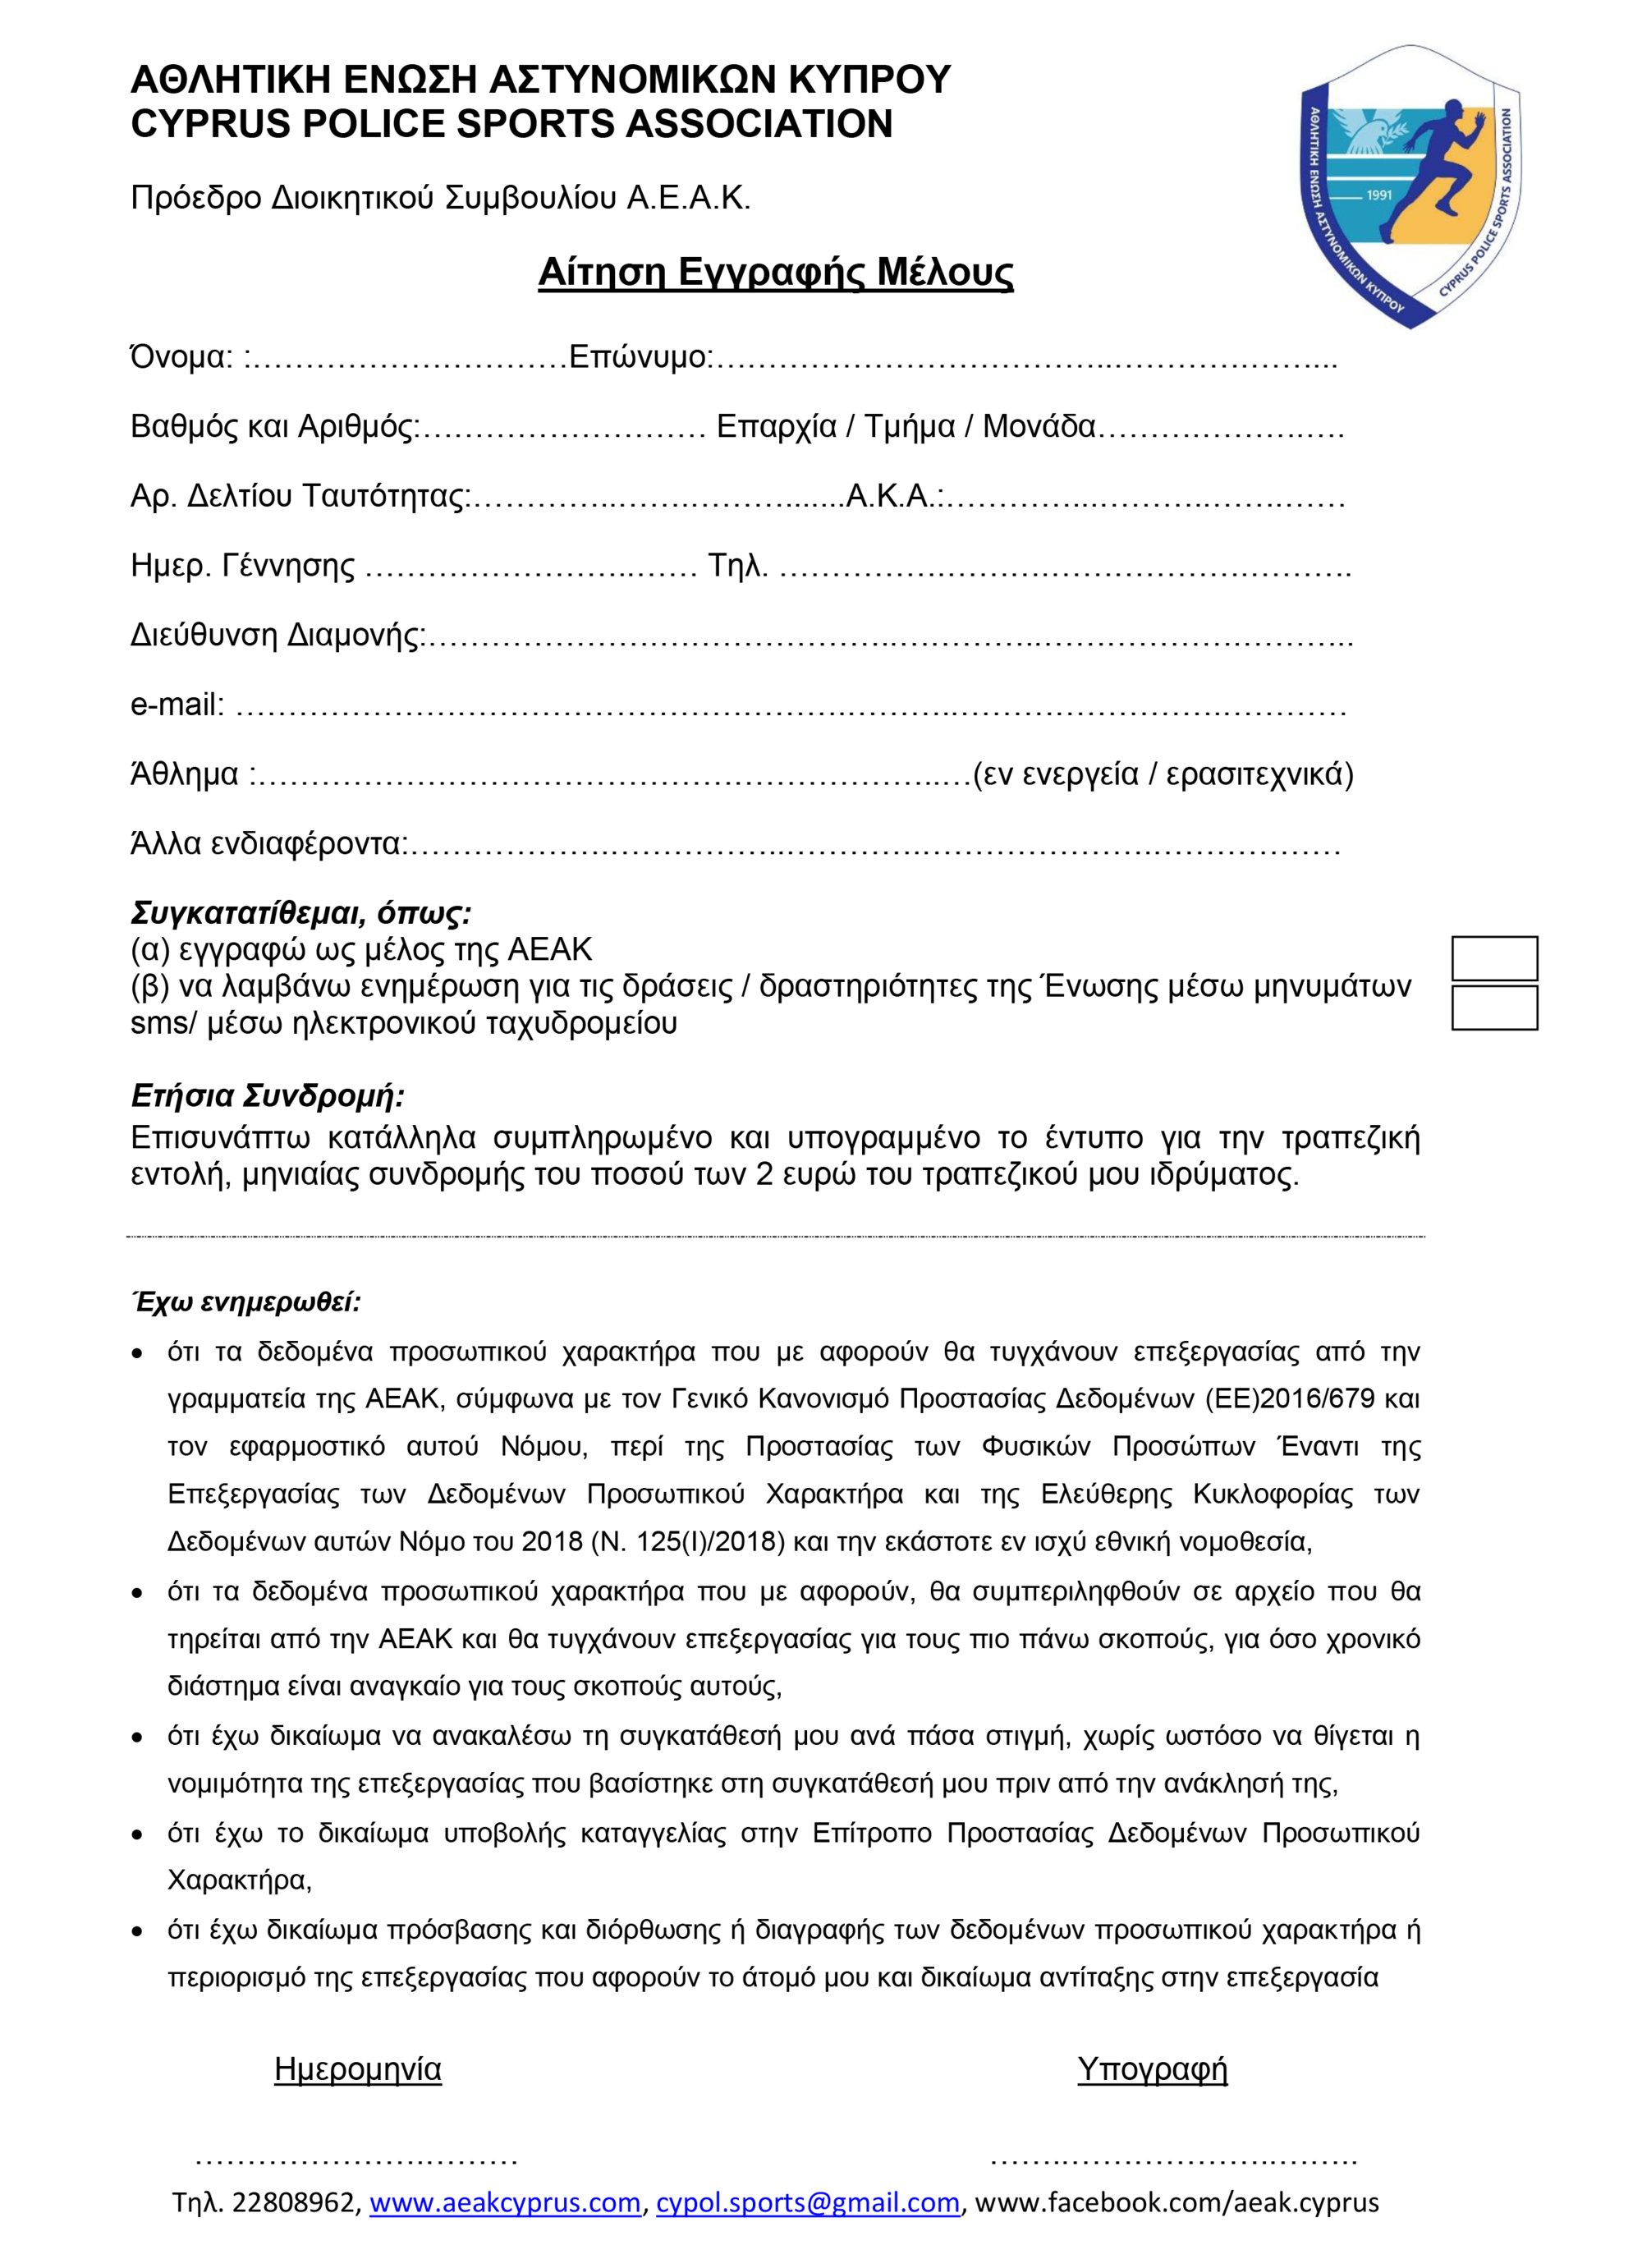 ΑΘΛΗΤΙΚΗ ΕΝΩΣΗ ΑΣΤΥΝΟΜΙΚΩΝ ΚΥΠΡΟΥ
CYPRUS POLICE SPORTS ASSOCIATION
Πρόεδρο Διοικητικού Συμβουλίου Α.Ε.Α.Κ.
1991
ΑΘΛΗΤΙΚΗ ΕΝΩΣΗ ΑΣΤΥΝΟΜΙΚΩΝ ΚΥΠΡΟΥ
CYPRUS POLICE SPORTS ASSOCIATION
Αίτηση Εγγραφής Μέλους
Όνομα: :…………………………Επώνυμο:……………………………………………………
Βαθμός και Αριθμός:……………………… Επαρχία / Τμήμα / Μονάδα……………………
Αρ. Δελτίου Ταυτότητας:………………………………Α.Κ.Α.:…………………………………
Ημερ. Γέννησης ………………………… Τηλ. ………………………………………………
Διεύθυνση Διαμονής:……………………………………………………………………………
e-mail: ……………………………………………………………………………………………
Άθλημα :……………………………………………………………(εν ενεργεία / ερασιτεχνικά)
Άλλα ενδιαφέροντα:………………………………………………………………………………
Συγκατατίθεμαι, όπως:
(α) εγγραφώ ως μέλος της ΑΕΑΚ
(β) να λαμβάνω ενημέρωση για τις δράσεις / δραστηριότητες της Ένωσης μέσω μηνυμάτων
sms/ μέσω ηλεκτρονικού ταχυδρομείου
Ετήσια Συνδρομή:
Επισυνάπτω κατάλληλα συμπληρωμένο και υπογραμμένο το έντυπο για την τραπεζική
εντολή, μηνιαίας συνδρομής του ποσού των 2 ευρώ του τραπεζικού μου ιδρύματος.
Έχω ενημερωθεί:
• ότι τα δεδομένα προσωπικού χαρακτήρα που με αφορούν θα τυγχάνουν επεξεργασίας από την
γραμματεία της ΑΕΑΚ, σύμφωνα με τον Γενικό Κανονισμό Προστασίας Δεδομένων (ΕΕ)2016/679 και
τον εφαρμοστικό αυτού Νόμου, περί της Προστασίας των Φυσικών Προσώπων Έναντι της
Επεξεργασίας των Δεδομένων Προσωπικού Χαρακτήρα και της Ελεύθερης Κυκλοφορίας των
Δεδομένων αυτών Νόμο του 2018 (Ν. 125(Ι)/2018) και την εκάστοτε εν ισχύ εθνική νομοθεσία,
• ότι τα δεδομένα προσωπικού χαρακτήρα που με αφορούν, θα συμπεριληφθούν σε αρχείο που θα
τηρείται από την ΑΕΑΚ και θα τυγχάνουν επεξεργασίας για τους πιο πάνω σκοπούς, για όσο χρονικό
διάστημα είναι αναγκαίο για τους σκοπούς αυτούς,
• ότι έχω δικαίωμα να ανακαλέσω τη συγκατάθεσή μου ανά πάσα στιγμή, χωρίς ωστόσο να θίγεται η
νομιμότητα της επεξεργασίας που βασίστηκε στη συγκατάθεσή μου πριν από την ανάκλησή της,
• ότι έχω το δικαίωμα υποβολής καταγγελίας στην Επίτροπο Προστασίας Δεδομένων Προσωπικού
Χαρακτήρα,
• ότι έχω δικαίωμα πρόσβασης και διόρθωσης ή διαγραφής των δεδομένων προσωπικού χαρακτήρα ή
περιορισμό της επεξεργασίας που αφορούν το άτομό μου και δικαίωμα αντίταξης στην επεξεργασία
Ημερομηνία Υπογραφή
………………………… ……………………………
Τηλ. 22808962, www.aeakcyprus.com, cypol.sports@gmail.com, www.facebook.com/aeak.cyprus